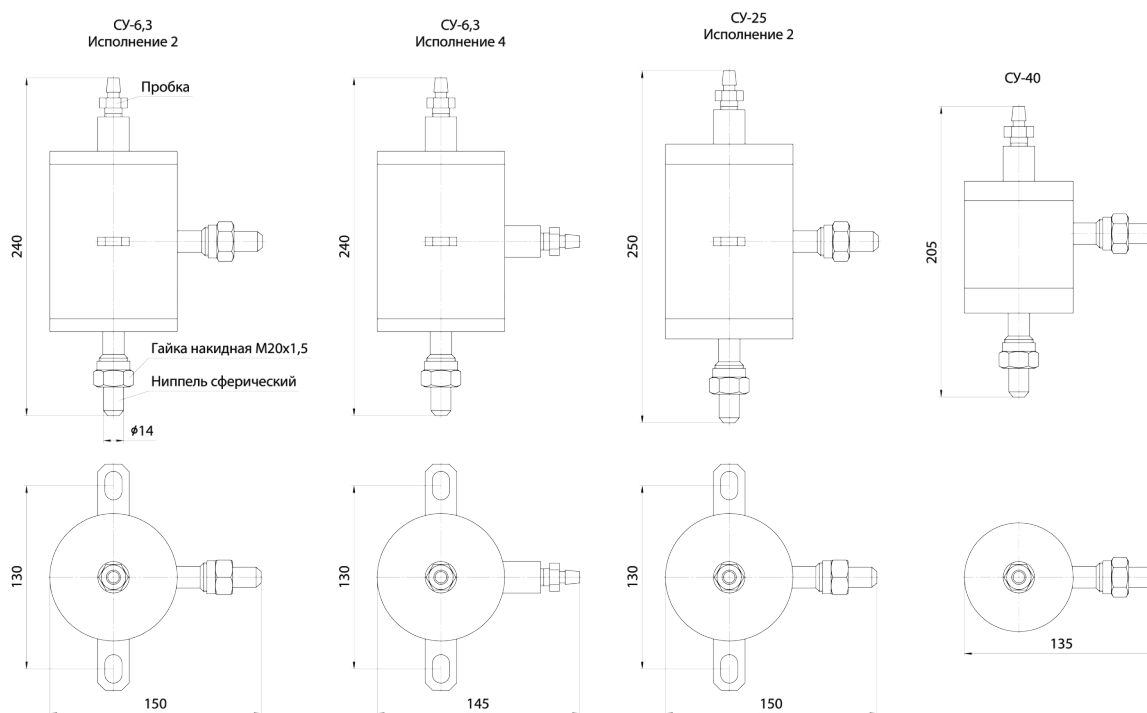 СУ-6,3
Исполнение 2
СУ-6,3
Исполнение 4
СУ-25
Исполнение 2
СУ-40
Пробка
240
240
250
205
Гайка накидная М20х1,5
Ниппель сферический
ϕ14
130
130
130
150
145
150
135